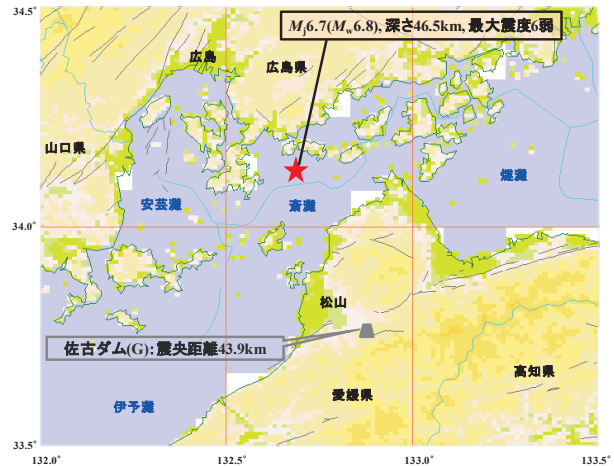 34.5
Mj6.7(Mw6.8), 深さ46.5km, 最大震度6弱
広島
広島県
山口県
安芸灘
斎灘
燧灘
34.0
松山
佐古ダム(G): 震央距離43.9km
高知県
愛媛県
伊予灘
33.5
132.0 132.5 133.0 133.5